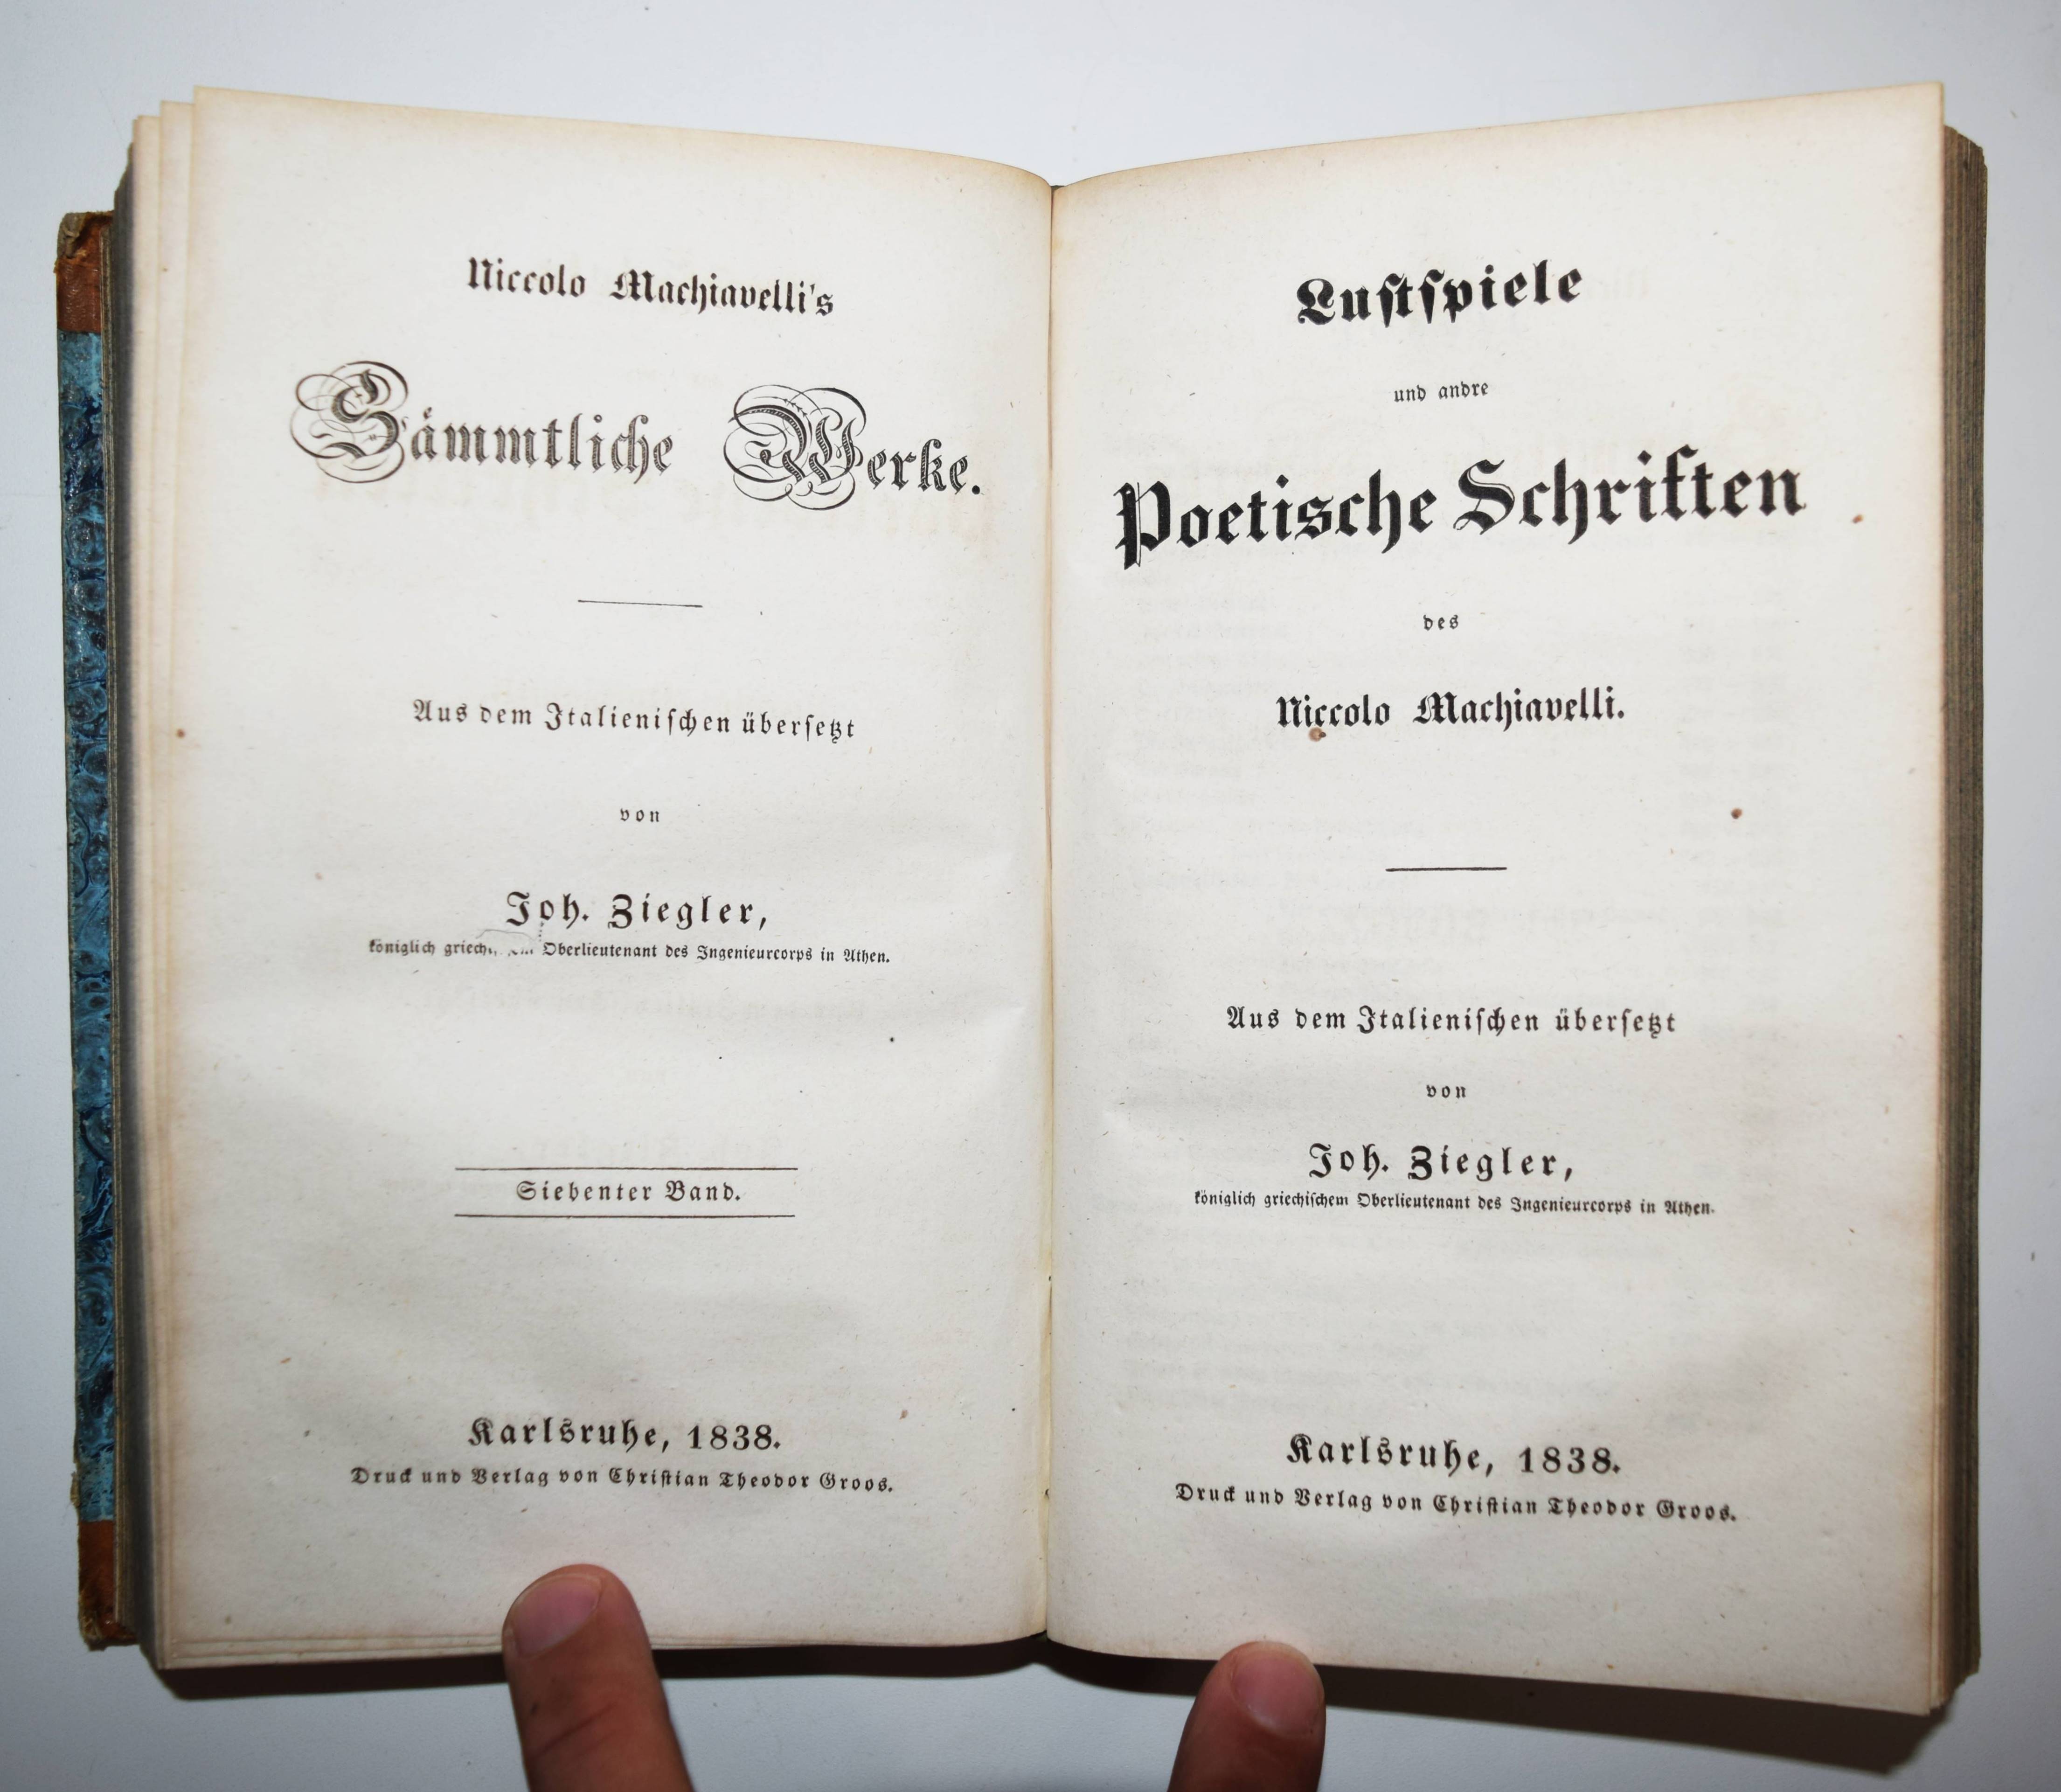 Niccolo Machiavelli's
Sämmtliche Werke.
Aus dem Italieniſchen überſetzt
von
Joh. Ziegler,
königlich Oberlieutenant des Ingenieurcorps in Athen.
Siebenter Band.
Karlsruhe, 1838.
Druck und Verlag von Chriſtian Theodor Groos.
Luſtſpiele
und andre
Poetische Schriften
des
Niccolo Machiavelli.
Aus dem Italieniſchen überſetzt
von
Joh. Ziegler,
königlich griechiſchem Oberlieutenant des Ingenieurcorps in Athen.
Karlsruhe, 1838.
Druck und Verlag von Chriſtian Theodor Groos.